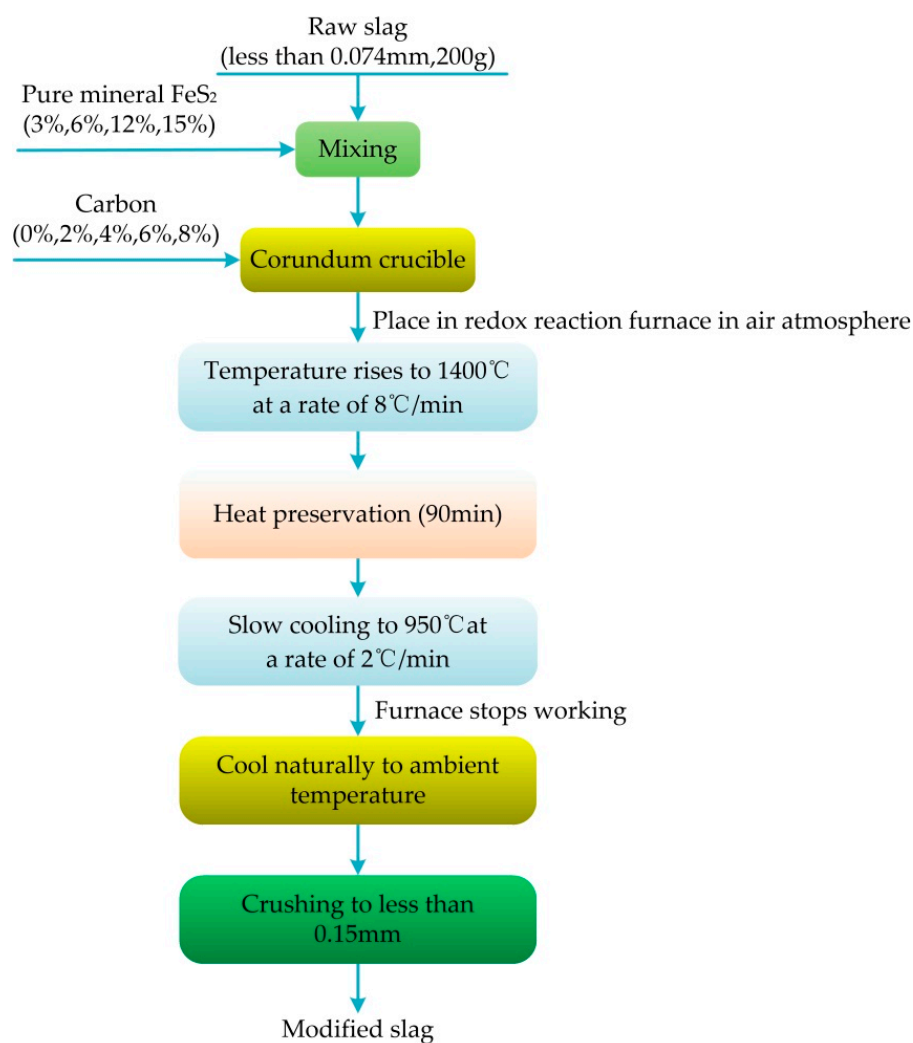 Raw slag
(less than 0.074mm,200g)
Pure mineral FeS₂
(3%,6%,12%,15%)
Mixing
Carbon
(0%,2%,4%,6%,8%)
Corundum crucible
Place in redox reaction furnace in air atmosphere
Temperature rises to 1400℃
at a rate of 8℃/min
Heat preservation (90min)
Slow cooling to 950℃at
a rate of 2℃/min
Furnace stops working
Cool naturally to ambient
temperature
Crushing to less than
0.15mm
Modified slag